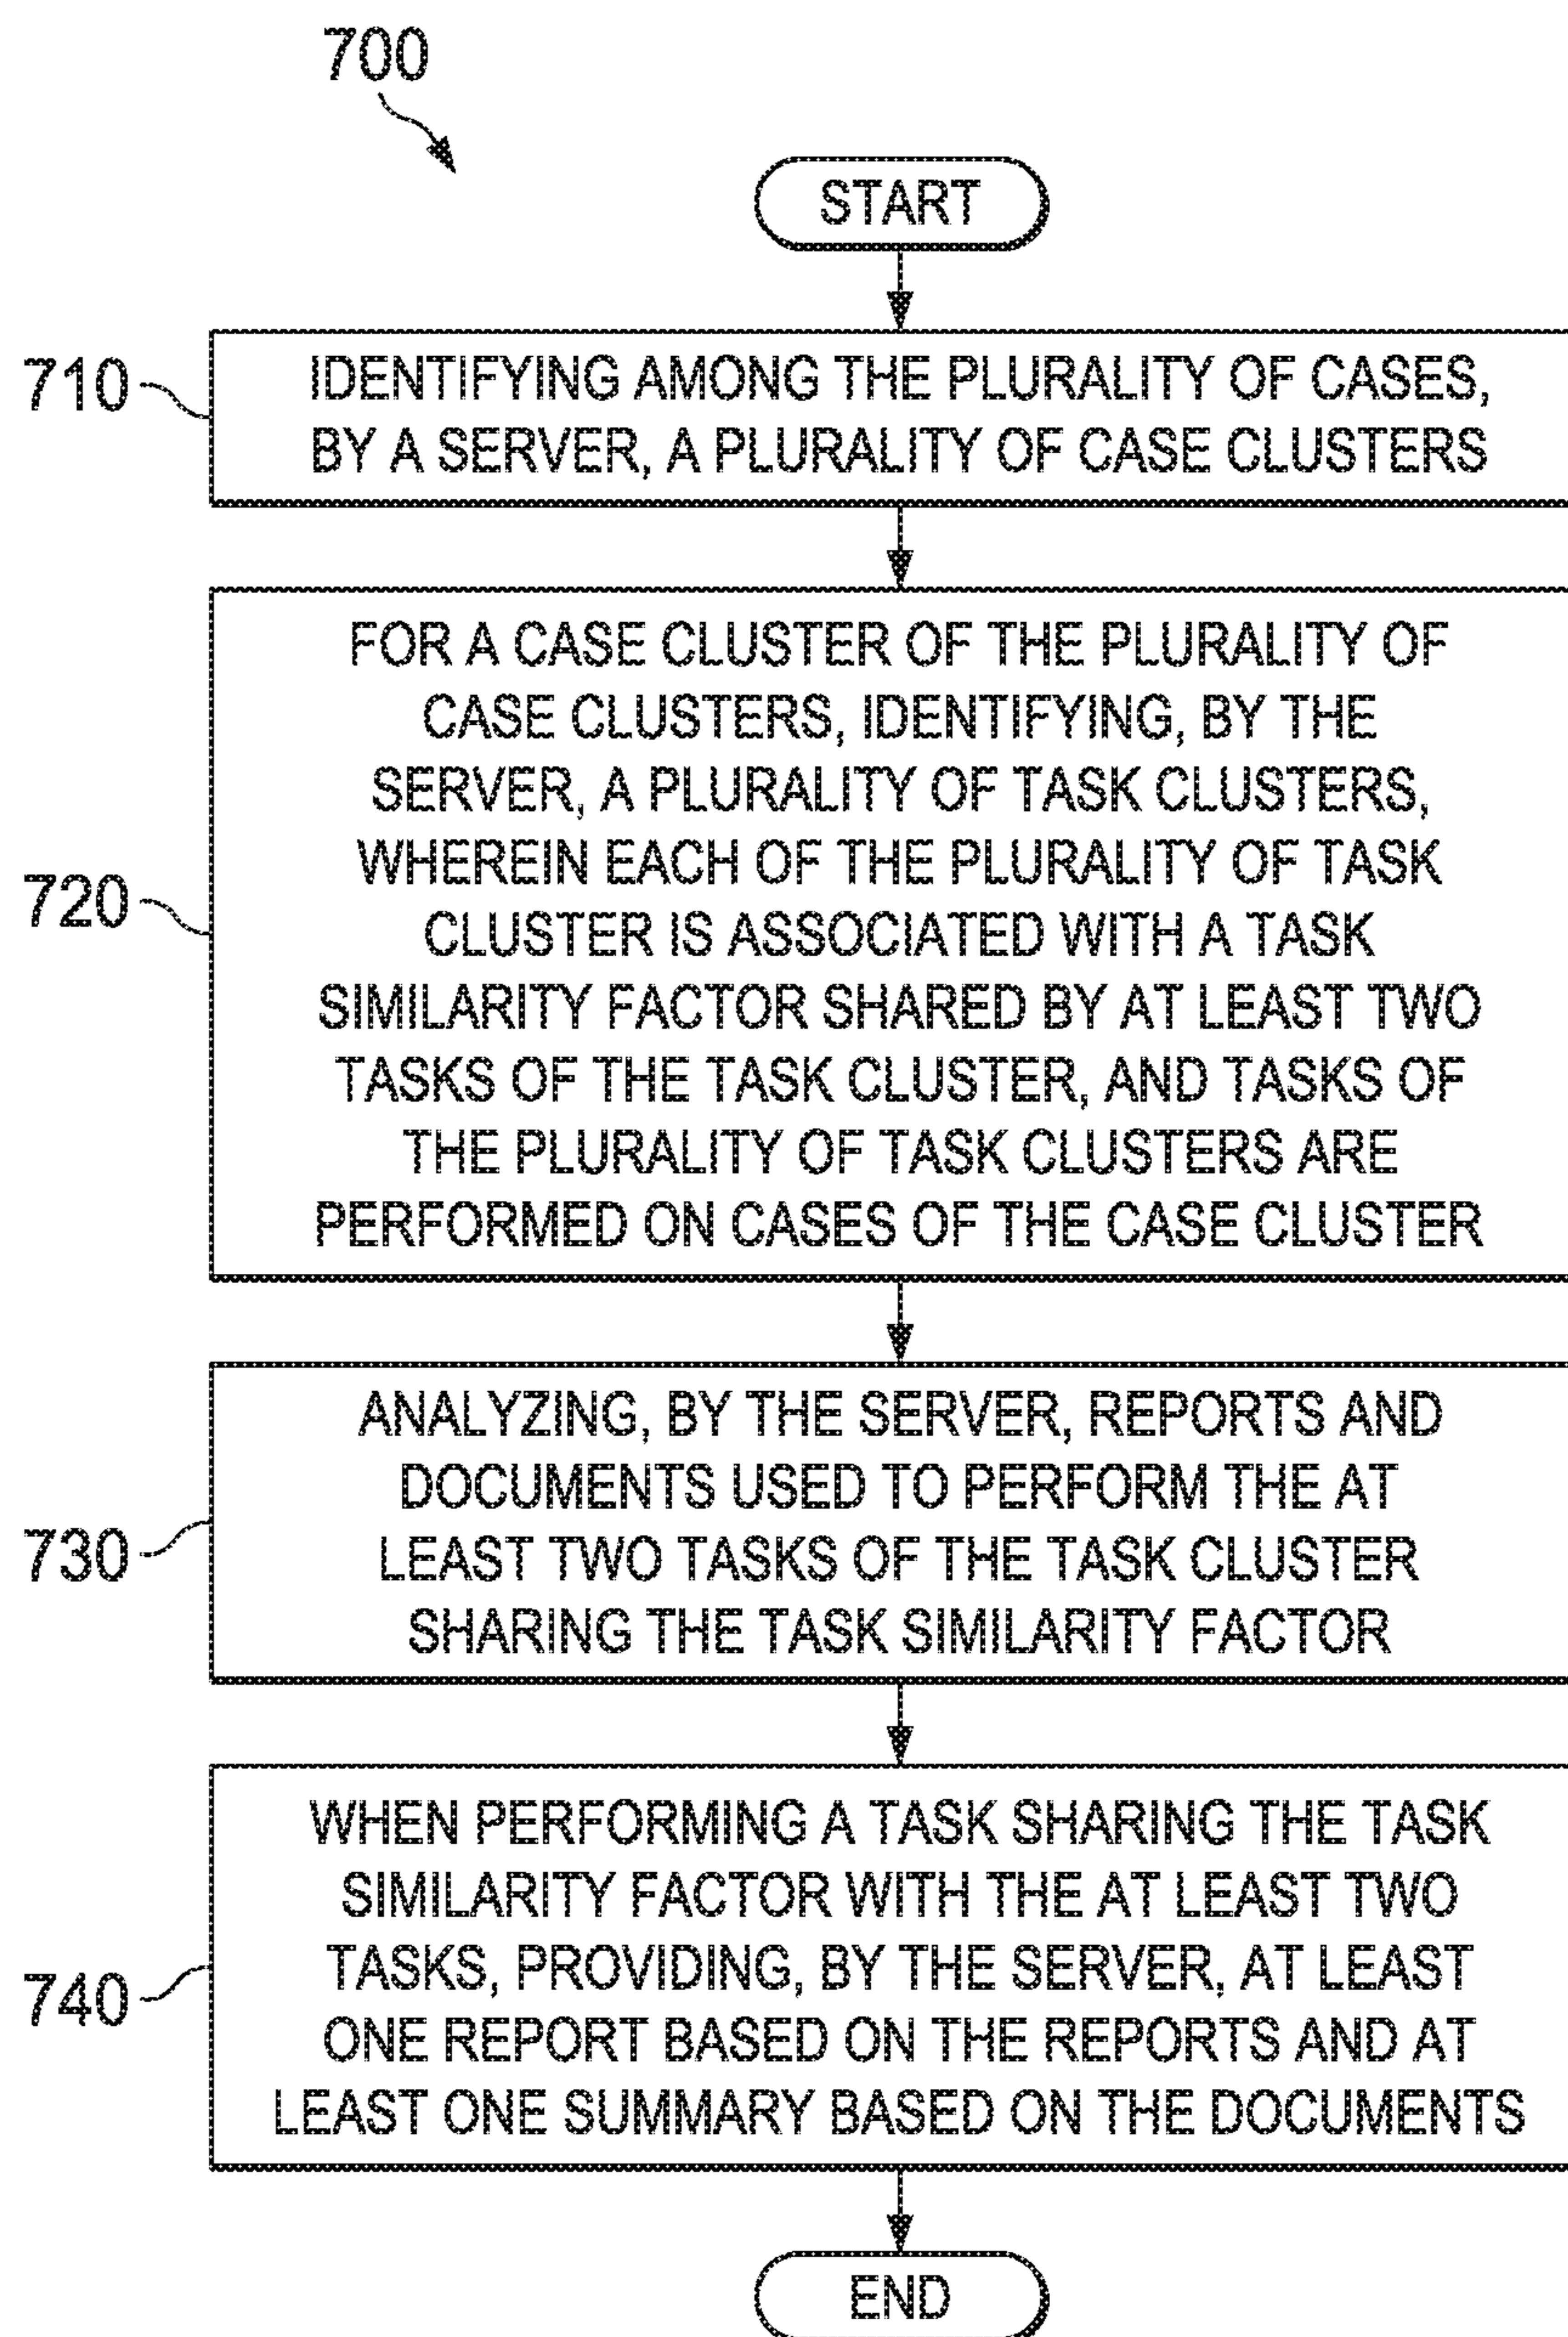 700
START
710
IDENTIFYING AMONG THE PLURALITY OF CASES,
BY A SERVER, A PLURALITY OF CASE CLUSTERS
720
FOR A CASE CLUSTER OF THE PLURALITY OF
CASE CLUSTERS, IDENTIFYING, BY THE
SERVER, A PLURALITY OF TASK CLUSTERS,
WHEREIN EACH OF THE PLURALITY OF TASK
CLUSTER IS ASSOCIATED WITH A TASK
SIMILARITY FACTOR SHARED BY AT LEAST TWO
TASKS OF THE TASK CLUSTER, AND TASKS OF
THE PLURALITY OF TASK CLUSTERS ARE
PERFORMED ON CASES OF THE CASE CLUSTER
730
ANALYZING, BY THE SERVER, REPORTS AND
DOCUMENTS USED TO PERFORM THE AT
LEAST TWO TASKS OF THE TASK CLUSTER
SHARING THE TASK SIMILARITY FACTOR
740
WHEN PERFORMING A TASK SHARING THE TASK
SIMILARITY FACTOR WITH THE AT LEAST TWO
TASKS, PROVIDING, BY THE SERVER, AT LEAST
ONE REPORT BASED ON THE REPORTS AND AT
LEAST ONE SUMMARY BASED ON THE DOCUMENTS
END